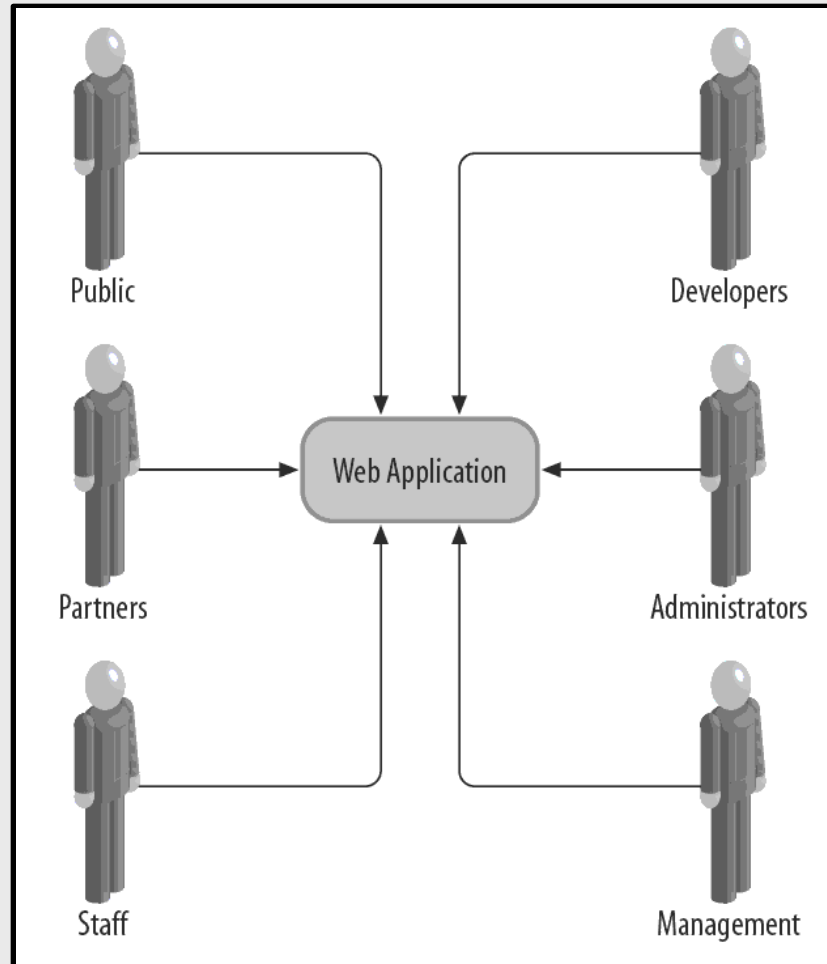 Public
Developers
Web Application
Partners
Administrators
Staff
Management